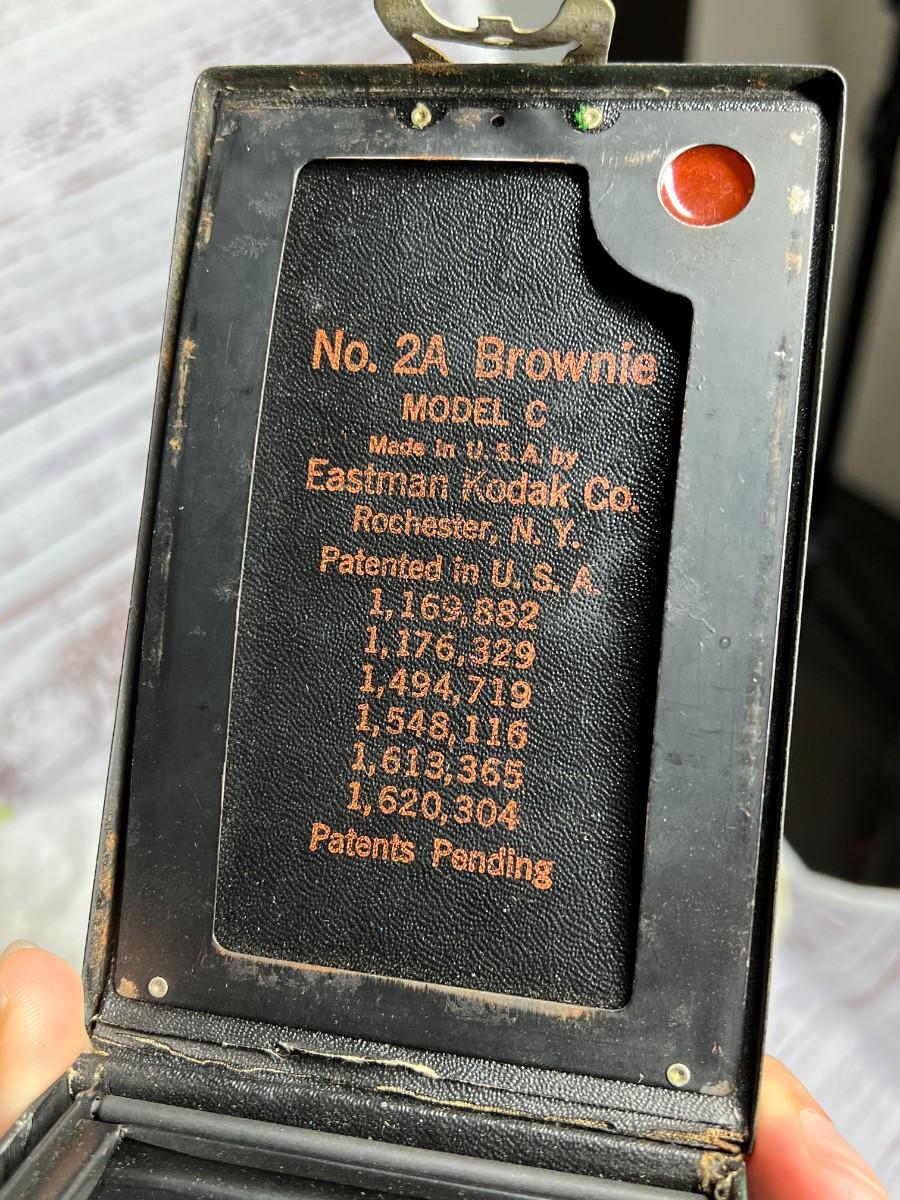 No. 2A Brownie
MODEL C
Made in U. S. A. by
Eastman Kodak Co.
Rochester, N. Y.
Patented in U. S. A.
1,169,882
1,176,329
1,494,719
1,548,116
1,613,365
1,620,304
Patents Pending